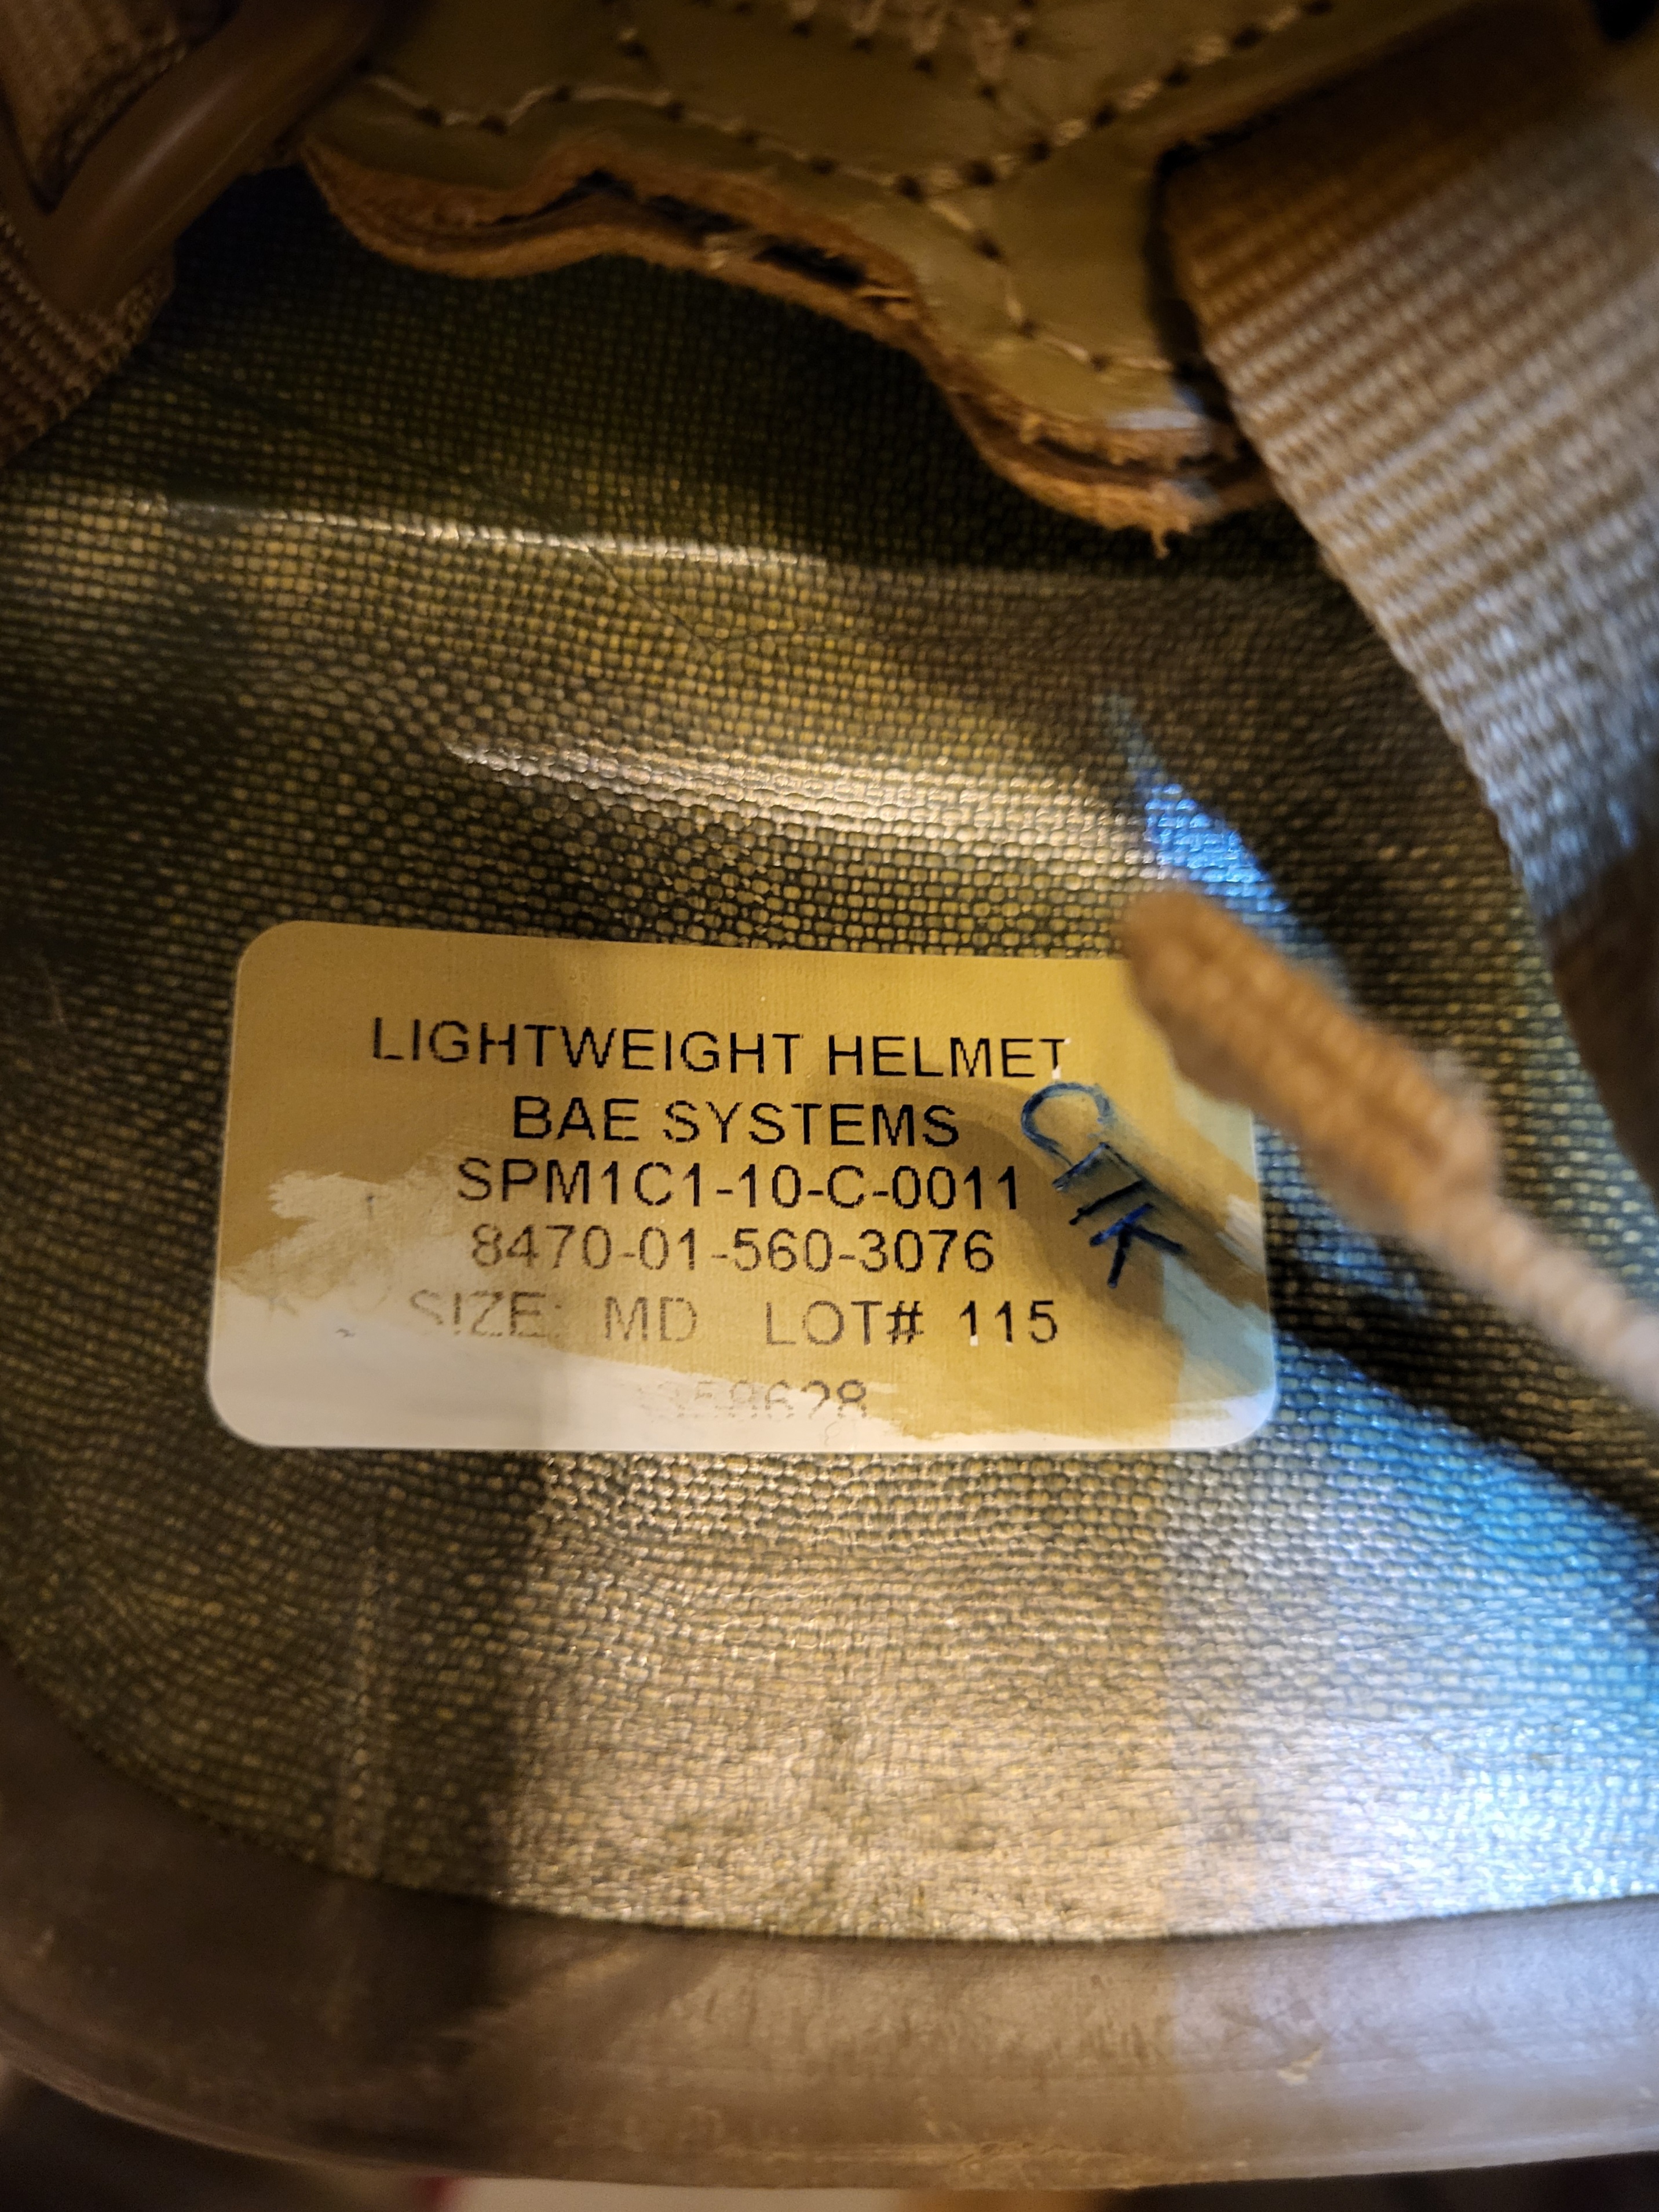 LIGHTWEIGHT HELMET
BAE SYSTEMS
SPM1C1-10-C-0011
8470-01-560-3076
SIZE: MD LOT# 115